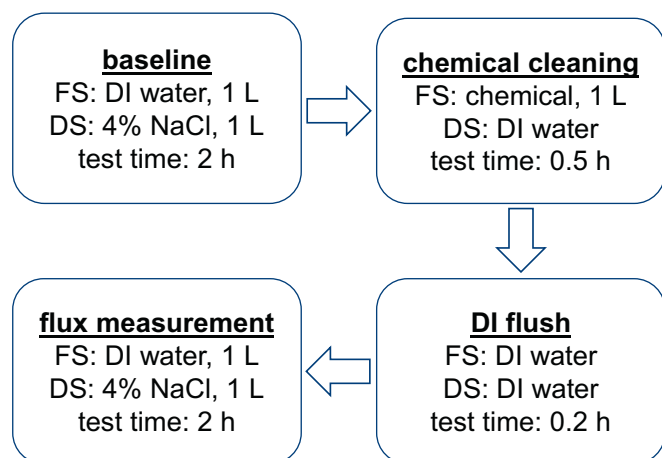 baseline
FS: DI water, 1 L
DS: 4% NaCl, 1 L
test time: 2 h
chemical cleaning
FS: chemical, 1 L
DS: DI water
test time: 0.5 h
DI flush
FS: DI water
DS: DI water
test time: 0.2 h
flux measurement
FS: DI water, 1 L
DS: 4% NaCl, 1 L
test time: 2 h